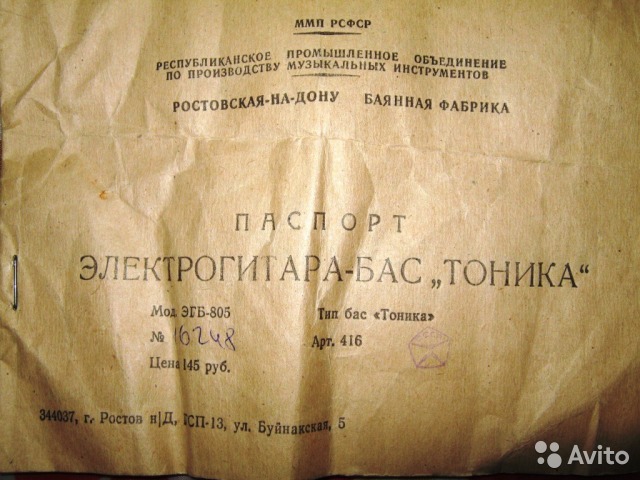 ММП РСФСР
РЕСПУБЛИКАНСКОЕ ПРОМЫШЛЕННОЕ ОБЪЕДИНЕНИЕ
ПО ПРОИЗВОДСТВУ МУЗЫКАЛЬНЫХ ИНСТРУМЕНТОВ
РОСТОВСКАЯ-НА-ДОНУ БАЯННАЯ ФАБРИКА
ПАСПОРТ
ЭЛЕКТРОГИТАРА-БАС „ТОНИКА“
Мод ЭГБ-805 Тип бас «Тоника»
№ 16248 Арт. 416
Цена 145 руб.
344037, г. Ростов н/Д, ГСП-13, ул. Буйнакская, 5
Avito